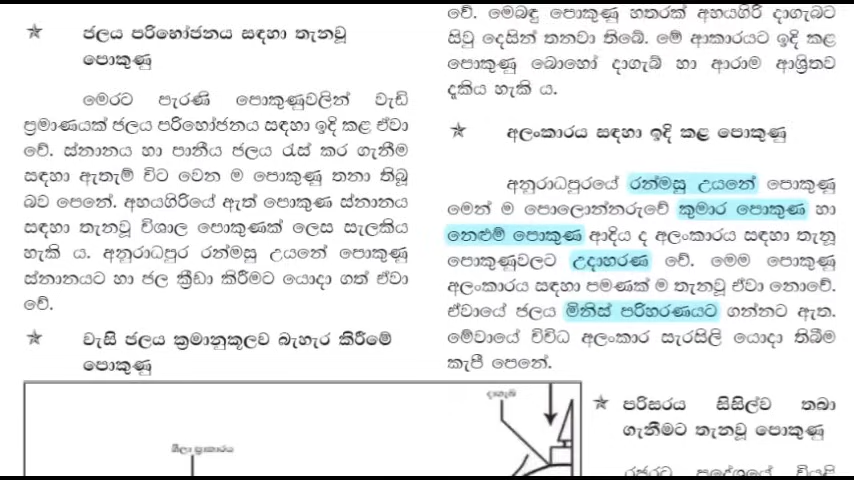 ✯ ජලය පරිභෝජනය සඳහා තැනවූ
පොකුණු
මෙරට පැරණි පොකුණුවලින් වැඩි
ප්‍රමාණයක් ජලය පරිභෝජනය සඳහා ඉදි කළ ඒවා
වේ. ස්නානය හා පානීය ජලය රැස් කර ගැනීම
සඳහා ඇතැම් විට වෙන ම පොකුණු තනා තිබූ
බව පෙනේ. අභයගිරියේ ඇත් පොකුණ ස්නානය
සඳහා තැනවූ විශාල පොකුණක් ලෙස සැලකිය
හැකි ය. අනුරාධපුර රන්මසු උයනේ පොකුණු
ස්නානයට හා ජල ක්‍රීඩා කිරීමට යොදා ගත් ඒවා
වේ.
✯ වැසි ජලය ක්‍රමානුකූලව බැහැර කිරීමේ
පොකුණු
දාගැබ
ශිලා ප්‍රාකාරය
වේ. මෙබඳු පොකුණු හතරක් අභයගිරි දාගැබට
සිවු දෙසින් තනවා තිබේ. මේ ආකාරයට ඉදි කළ
පොකුණු බොහෝ දාගැබ් හා ආරාම ආශ්‍රිතව
දැකිය හැකි ය.
✯ අලංකාරය සඳහා ඉදි කළ පොකුණු
අනුරාධපුරයේ රන්මසු උයනේ පොකුණු
මෙන් ම පොලොන්නරුවේ කුමාර පොකුණ හා
නෙළුම් පොකුණ ආදිය ද අලංකාරය සඳහා තැනූ
පොකුණුවලට උදාහරණ වේ. මෙම පොකුණු
අලංකාරය සඳහා පමණක් ම තැනවූ ඒවා නොවේ.
ඒවායේ ජලය මිනිස් පරිහරණයට ගන්නට ඇත.
මේවායේ විවිධ අලංකාර සැරසිලි යොදා තිබීම
කැපී පෙනේ.
✯ පරිසරය සිසිල්ව තබා
ගැනීමට තැනවූ පොකුණු
රජරට ප්‍රදේශයේ වියළි